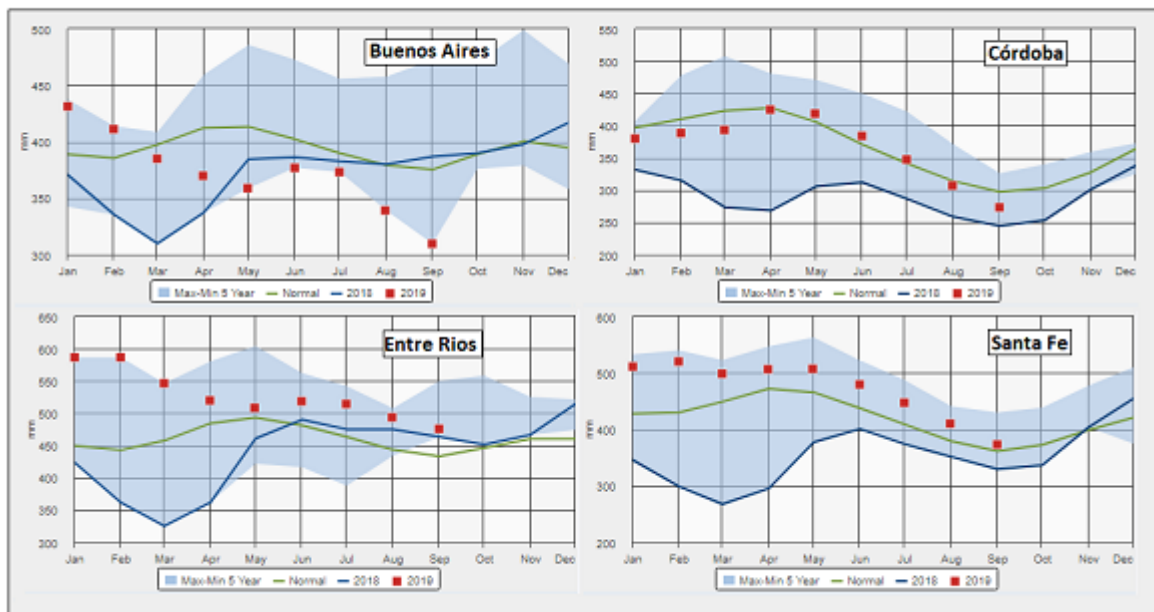 Buenos Aires
500
450
400
350
300
mm
Jan Feb Mar Apr May Jun Jul Aug Sep Oct Nov Dec
Max-Min 5 Year Normal 2018 2019
Córdoba
550
500
450
400
350
300
250
200
mm
Jan Feb Mar Apr May Jun Jul Aug Sep Oct Nov Dec
Max-Min 5 Year Normal 2018 2019
Entre Rios
650
600
550
500
450
400
350
300
mm
Jan Feb Mar Apr May Jun Jul Aug Sep Oct Nov Dec
Max-Min 5 Year Normal 2018 2019
Santa Fe
600
500
400
300
200
mm
Jan Feb Mar Apr May Jun Jul Aug Sep Oct Nov Dec
Max-Min 5 Year Normal 2018 2019